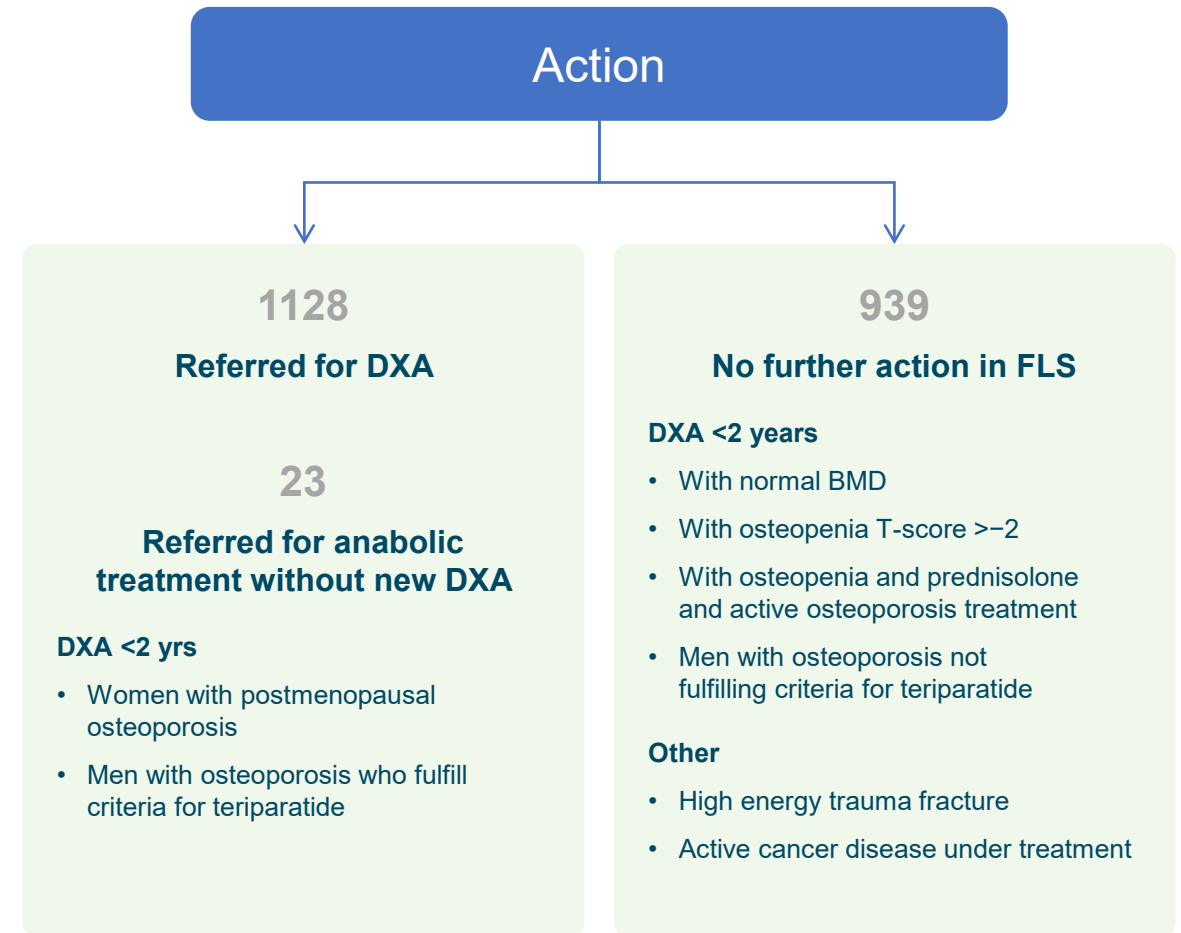 Action
1128
Referred for DXA
23
Referred for anabolic
treatment without new DXA
DXA <2 yrs
• Women with postmenopausal
osteoporosis
• Men with osteoporosis who fulfill
criteria for teriparatide
939
No further action in FLS
DXA <2 years
• With normal BMD
• With osteopenia T-score >−2
• With osteopenia and prednisolone
and active osteoporosis treatment
• Men with osteoporosis not
fulfilling criteria for teriparatide
Other
• High energy trauma fracture
• Active cancer disease under treatment